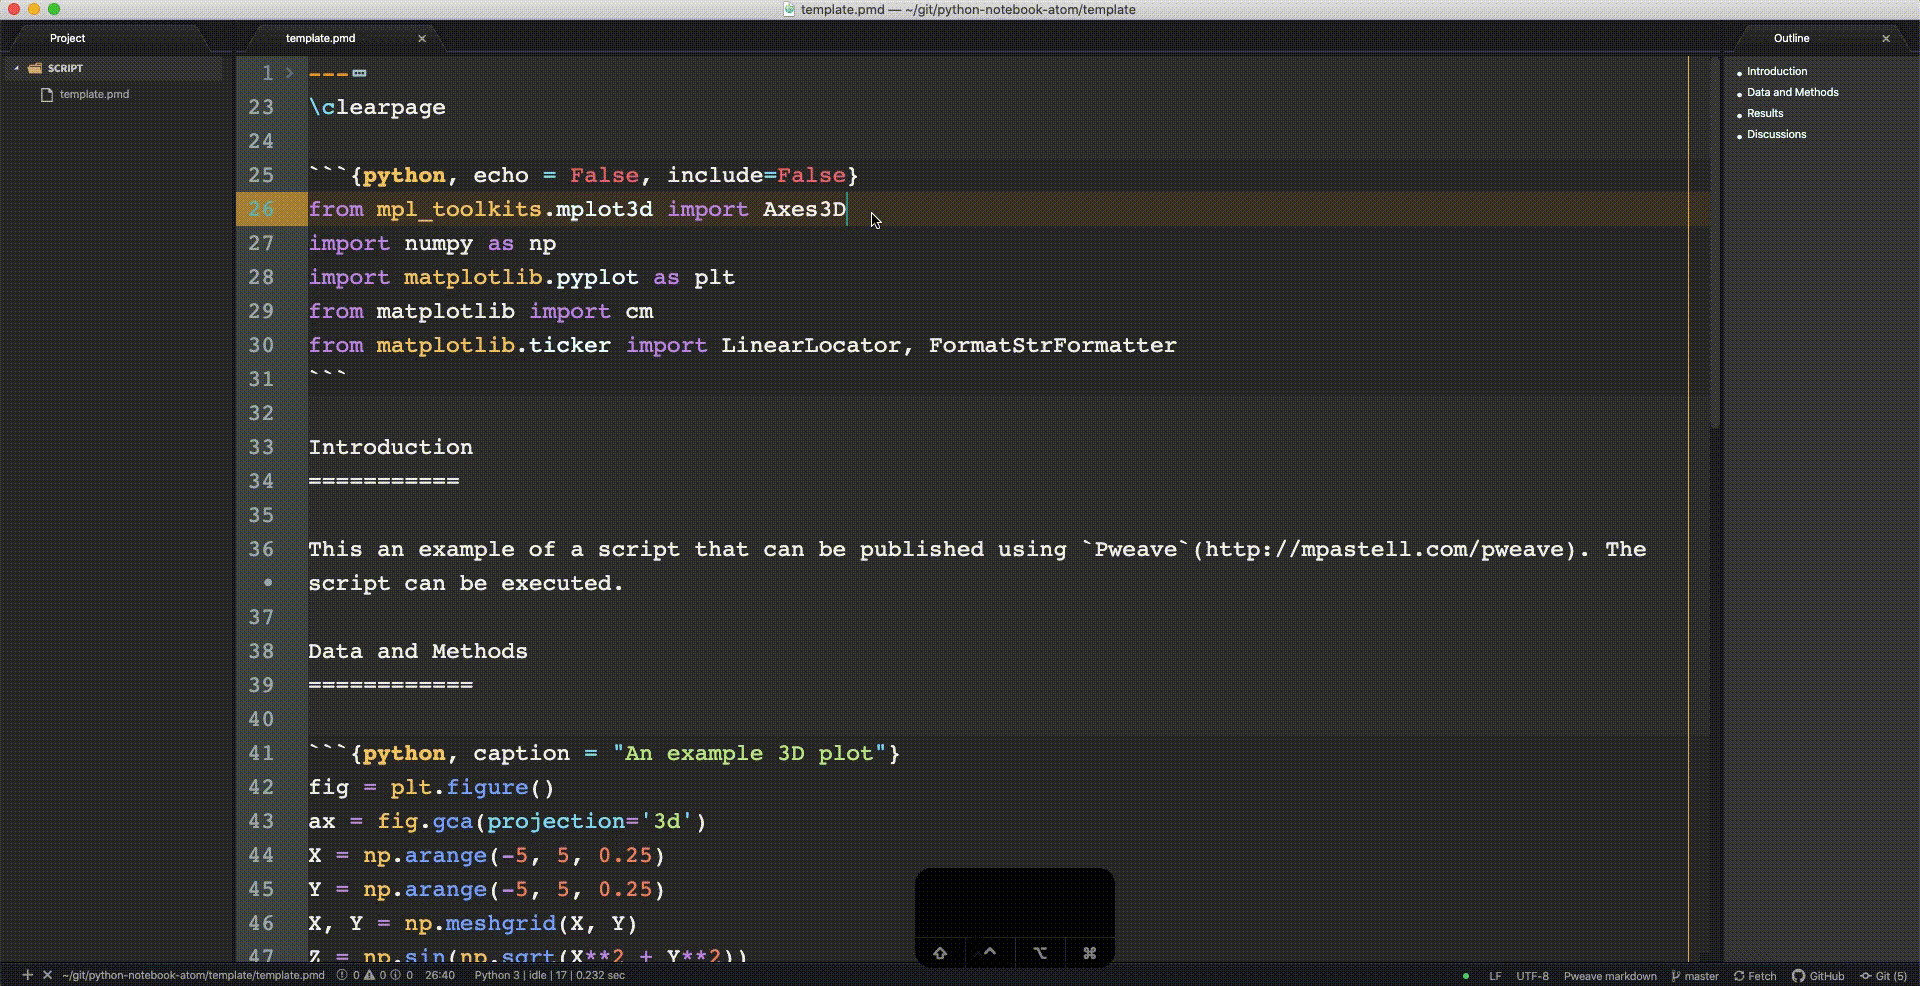 template.pmd — ~/git/python-notebook-atom/template
Project
template.pmd
Outline
SCRIPT
template.pmd
Introduction
Data and Methods
Results
Discussions
1 ---
23 \clearpage
24
25 ```{python, echo = False, include=False}
26 from mpl_toolkits.mplot3d import Axes3D
27 import numpy as np
28 import matplotlib.pyplot as plt
29 from matplotlib import cm
30 from matplotlib.ticker import LinearLocator, FormatStrFormatter
31 ```
32
33 Introduction
34 ===========
35
36 This an example of a script that can be published using `Pweave`(http://mpastell.com/pweave). The
• script can be executed.
37
38 Data and Methods
39 ============
40
41 ```{python, caption = "An example 3D plot"}
42 fig = plt.figure()
43 ax = fig.gca(projection='3d')
44 X = np.arange(-5, 5, 0.25)
45 Y = np.arange(-5, 5, 0.25)
46 X, Y = np.meshgrid(X, Y)
47 Z = np.sin(np.sqrt(X**2 + Y**2))
⇧ ^ ⌥ ⌘
~/git/python-notebook-atom/template/template.pmd 0 0 0 26:40 Python 3 | idle | 17 | 0.232 sec LF UTF-8 Pweave markdown master Fetch GitHub Git (5)